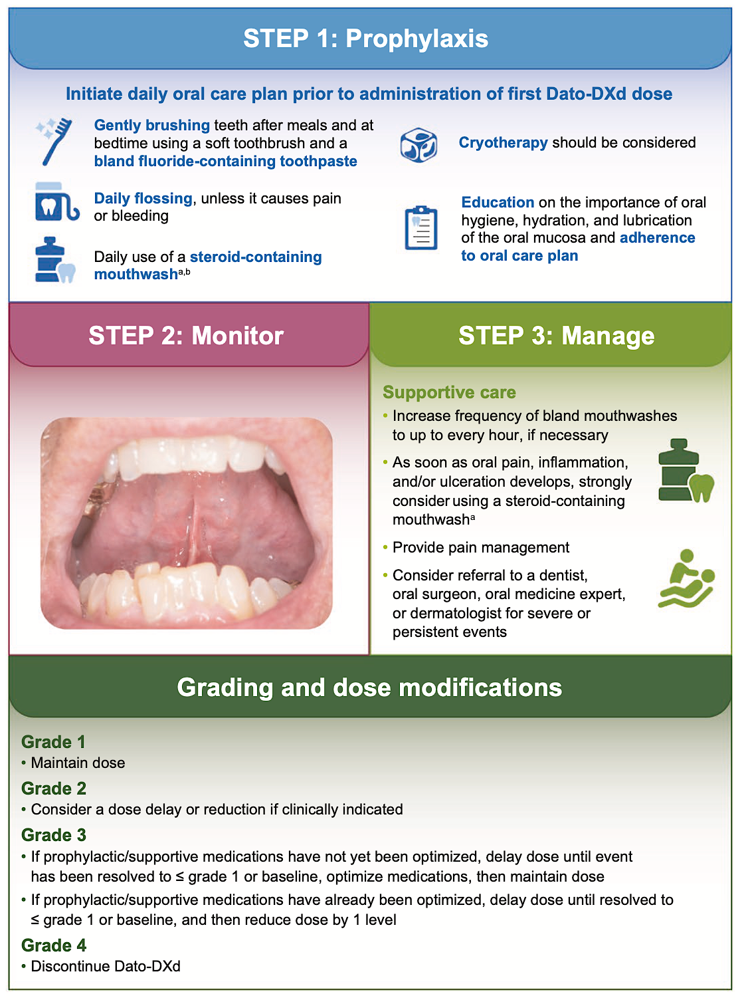 STEP 1: Prophylaxis
Initiate daily oral care plan prior to administration of first Dato-DXd dose
Gently brushing teeth after meals and at
bedtime using a soft toothbrush and a
bland fluoride-containing toothpaste
Daily flossing, unless it causes pain
or bleeding
Daily use of a steroid-containing
mouthwashᵃ,ᵇ
Cryotherapy should be considered
Education on the importance of oral
hygiene, hydration, and lubrication
of the oral mucosa and adherence
to oral care plan
STEP 2: Monitor
STEP 3: Manage
Supportive care
• Increase frequency of bland mouthwashes
to up to every hour, if necessary
• As soon as oral pain, inflammation,
and/or ulceration develops, strongly
consider using a steroid-containing
mouthwashᵃ
• Provide pain management
• Consider referral to a dentist,
oral surgeon, oral medicine expert,
or dermatologist for severe or
persistent events
Grading and dose modifications
Grade 1
• Maintain dose
Grade 2
• Consider a dose delay or reduction if clinically indicated
Grade 3
• If prophylactic/supportive medications have not yet been optimized, delay dose until event
has been resolved to ≤ grade 1 or baseline, optimize medications, then maintain dose
• If prophylactic/supportive medications have already been optimized, delay dose until resolved to
≤ grade 1 or baseline, and then reduce dose by 1 level
Grade 4
• Discontinue Dato-DXd